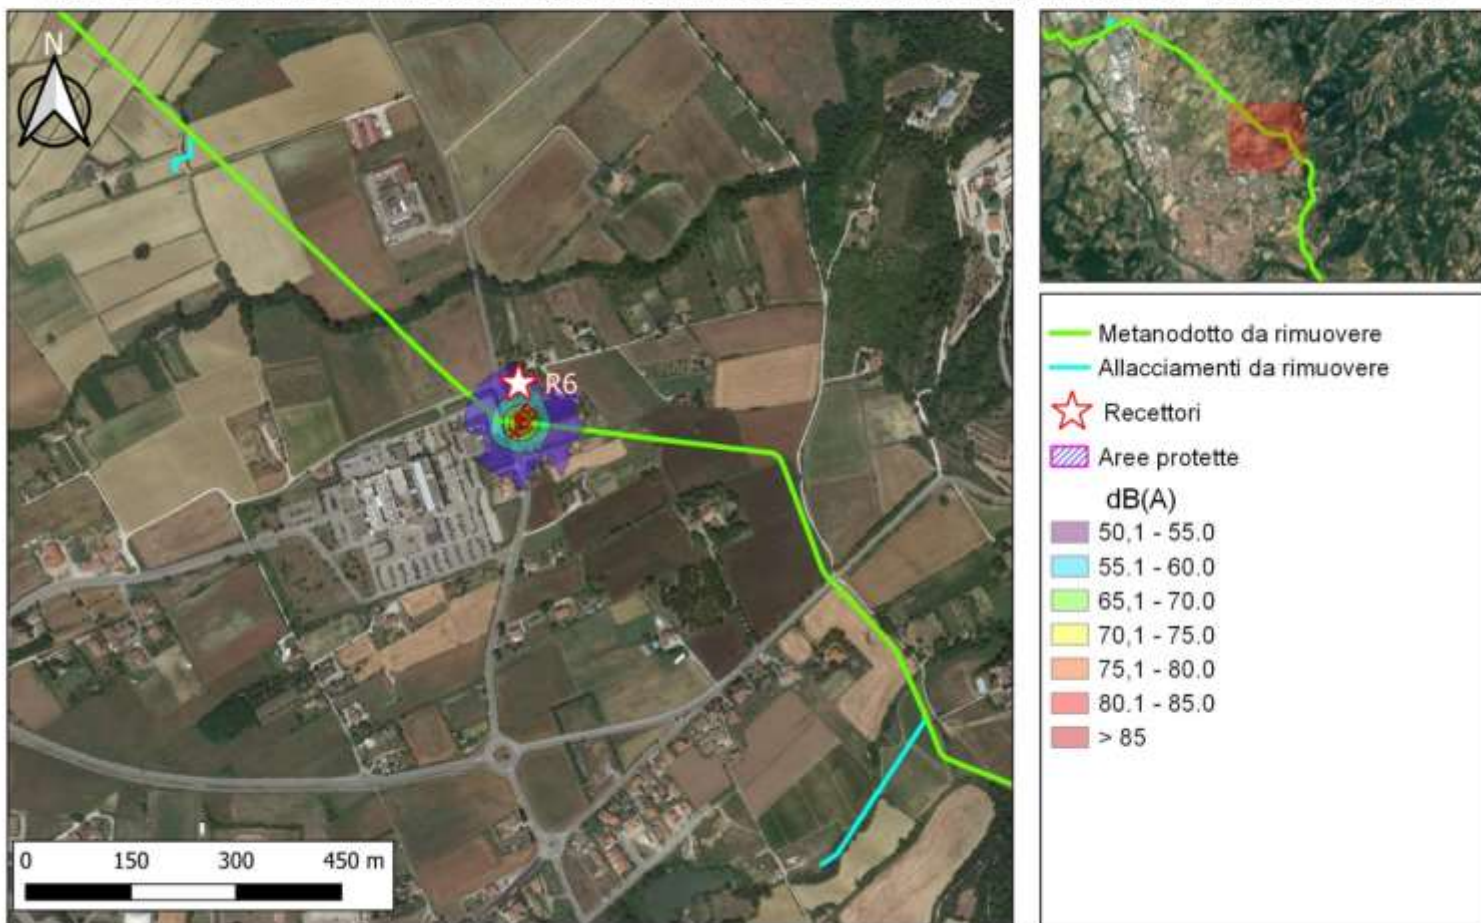 N
R6
0 150 300 450 m
Metanodotto da rimuovere
Allacciamenti da rimuovere
Recettori
Aree protette
dB(A)
50,1 - 55.0
55.1 - 60.0
65,1 - 70.0
70,1 - 75.0
75,1 - 80.0
80.1 - 85.0
> 85